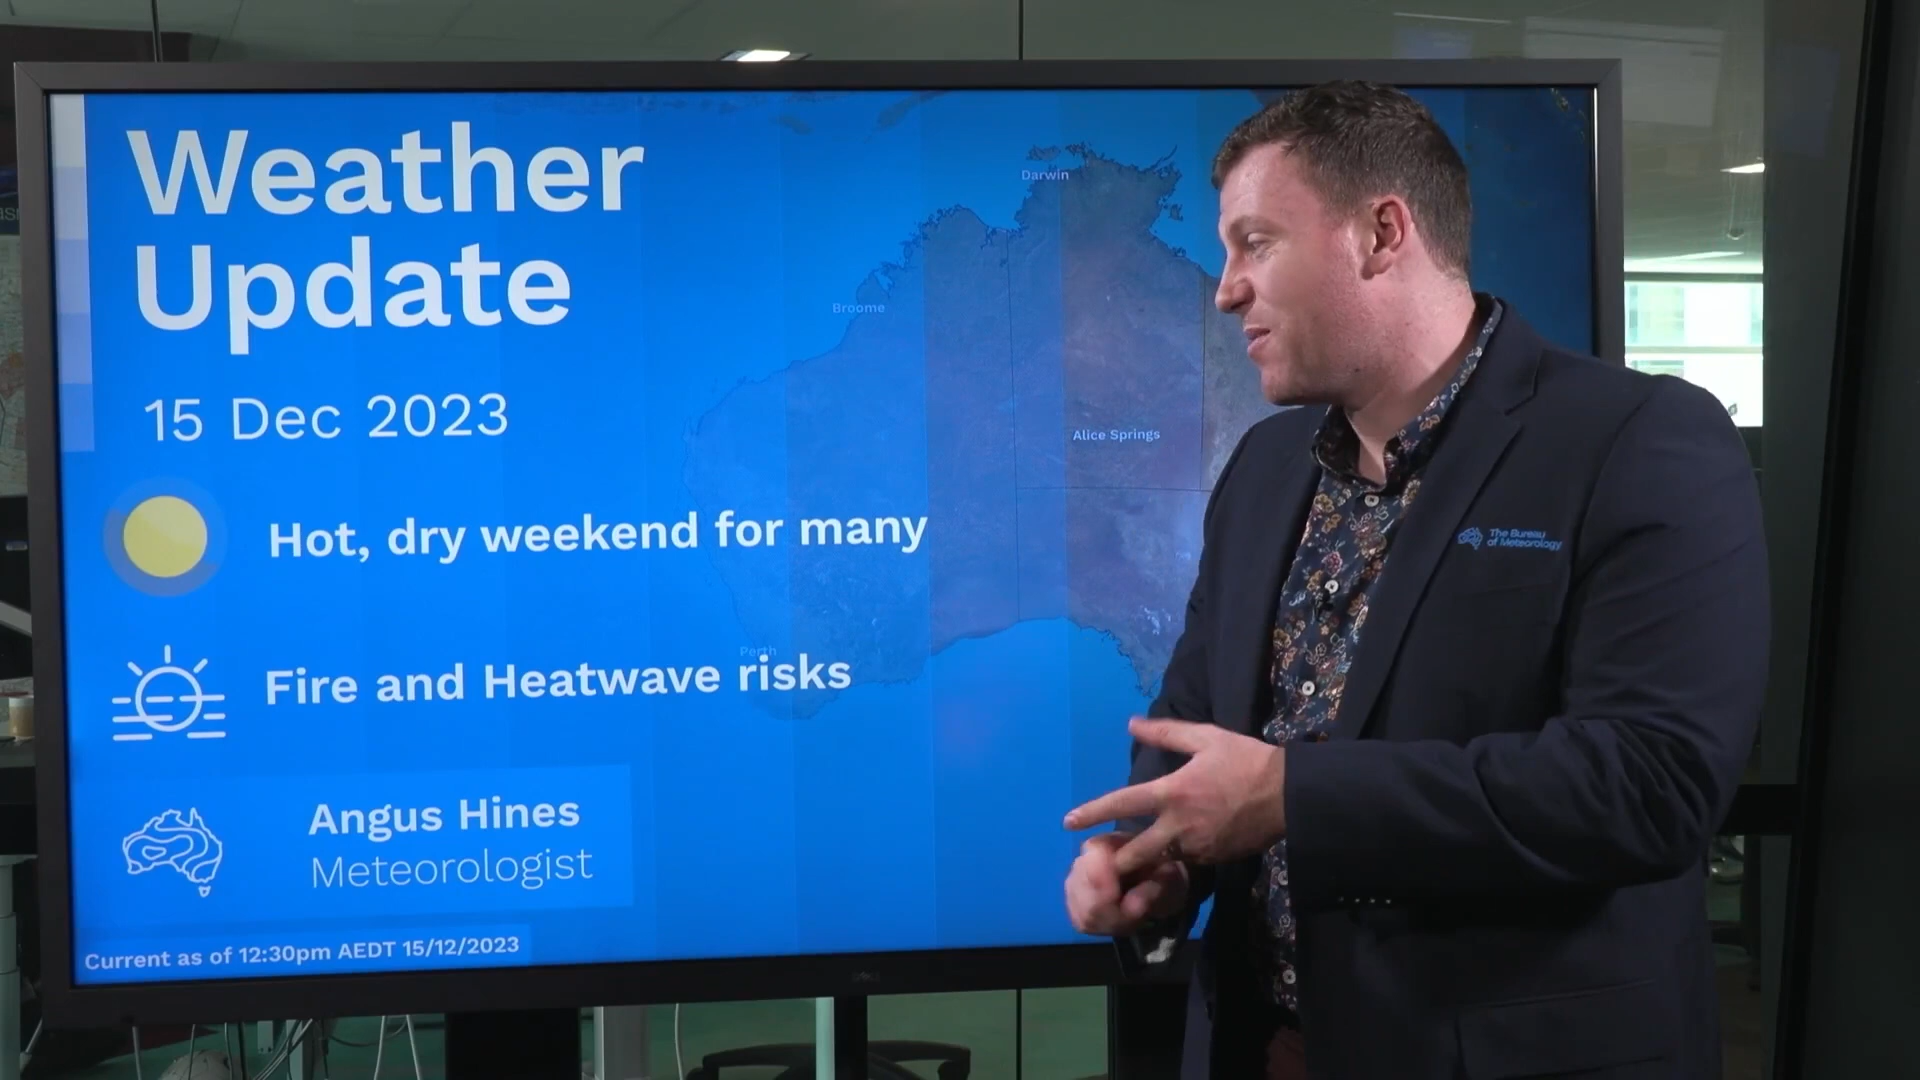 Weather
Update
15 Dec 2023
Hot, dry weekend for many
Fire and Heatwave risks
Angus Hines
Meteorologist
Current as of 12:30pm AEDT 15/12/2023
Darwin
Broome
Alice Springs
Perth
The Bureau
of Meteorology
DELL